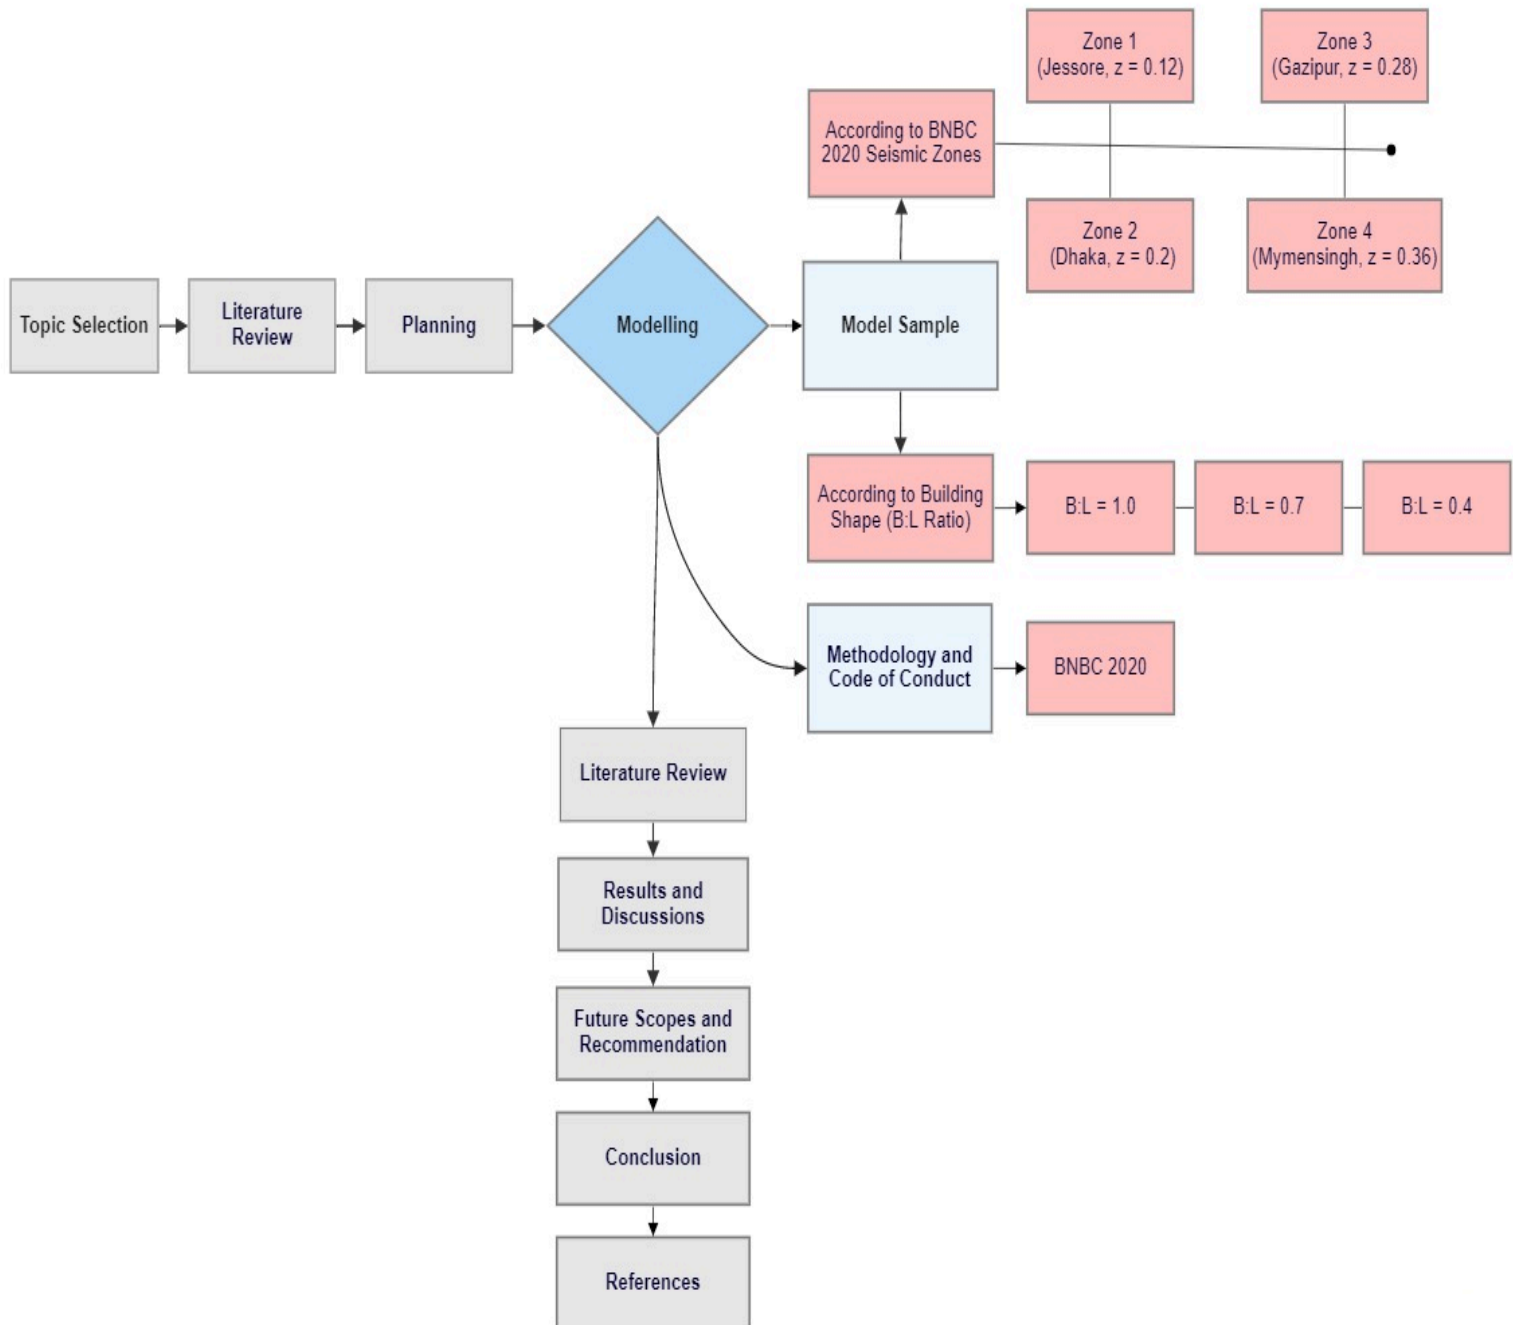 Zone 1
(Jessore, z = 0.12)
Zone 3
(Gazipur, z = 0.28)
According to BNBC
2020 Seismic Zones
Zone 2
(Dhaka, z = 0.2)
Zone 4
(Mymensingh, z = 0.36)
Topic Selection
Literature
Review
Planning
Modelling
Model Sample
According to Building
Shape (B:L Ratio)
B:L = 1.0
B:L = 0.7
B:L = 0.4
Methodology and
Code of Conduct
BNBC 2020
Literature Review
Results and
Discussions
Future Scopes and
Recommendation
Conclusion
References